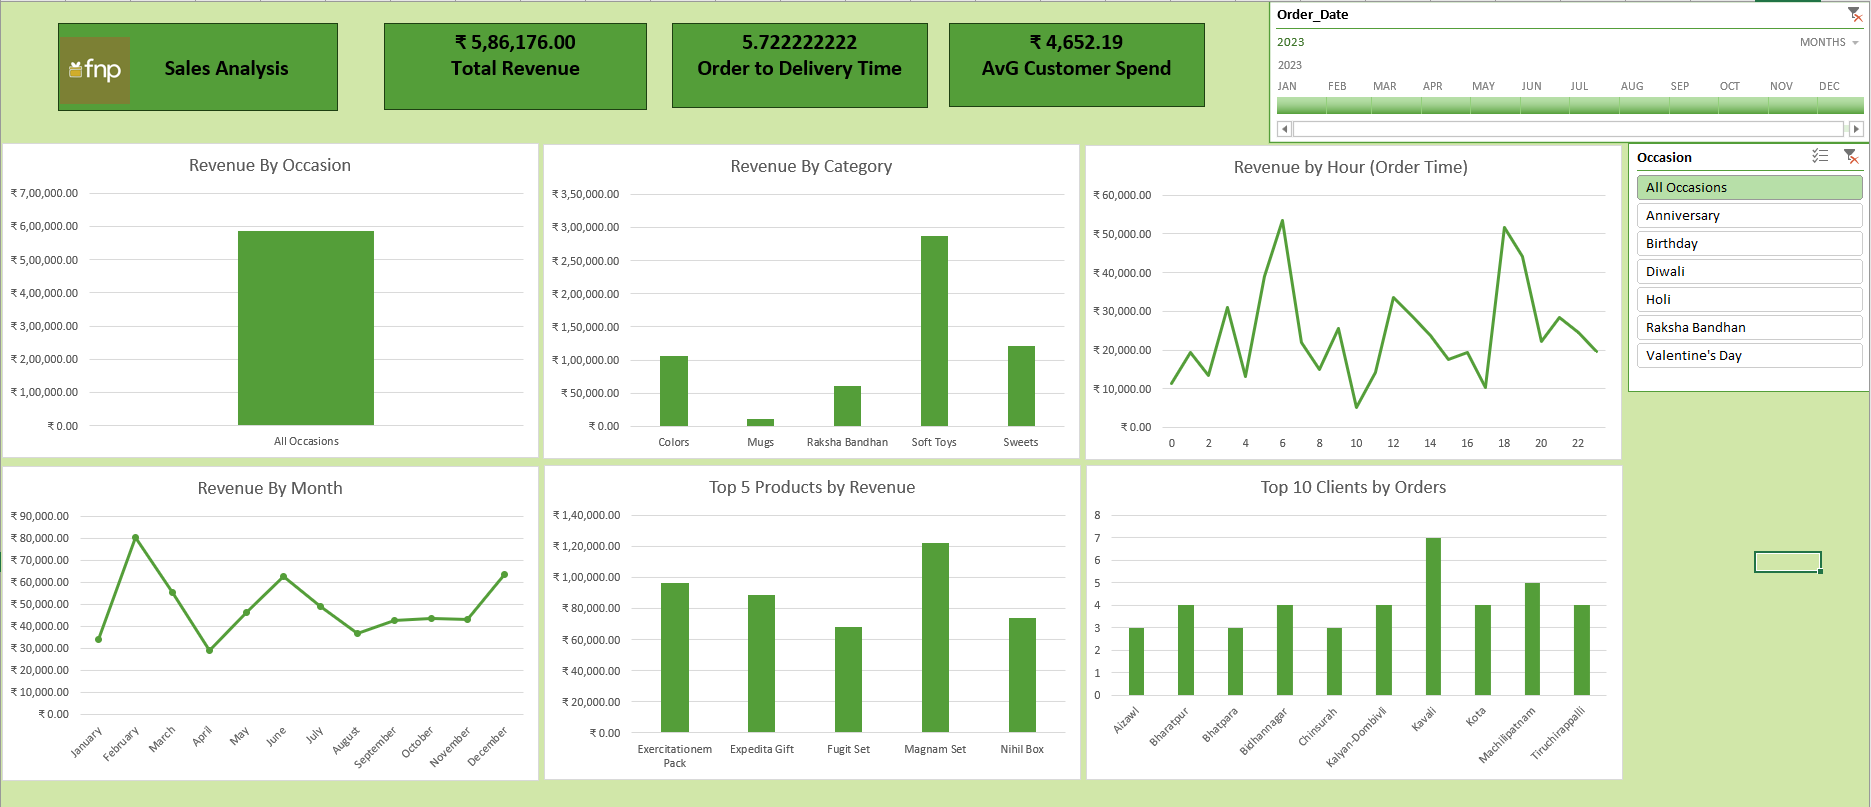 fnp
Sales Analysis
₹ 5,86,176.00
Total Revenue
5.722222222
Order to Delivery Time
₹ 4,652.19
AvG Customer Spend
Order_Date
2023
MONTHS
2023
JAN FEB MAR APR MAY JUN JUL AUG SEP OCT NOV DEC
Revenue By Occasion
₹ 7,00,000.00
₹ 6,00,000.00
₹ 5,00,000.00
₹ 4,00,000.00
₹ 3,00,000.00
₹ 2,00,000.00
₹ 1,00,000.00
₹ 0.00
All Occasions
Revenue By Category
₹ 3,50,000.00
₹ 3,00,000.00
₹ 2,50,000.00
₹ 2,00,000.00
₹ 1,50,000.00
₹ 1,00,000.00
₹ 50,000.00
₹ 0.00
Colors Mugs Raksha Bandhan Soft Toys Sweets
Revenue by Hour (Order Time)
₹ 60,000.00
₹ 50,000.00
₹ 40,000.00
₹ 30,000.00
₹ 20,000.00
₹ 10,000.00
₹ 0.00
0 2 4 6 8 10 12 14 16 18 20 22
Occasion
All Occasions
Anniversary
Birthday
Diwali
Holi
Raksha Bandhan
Valentine's Day
Revenue By Month
₹ 90,000.00
₹ 80,000.00
₹ 70,000.00
₹ 60,000.00
₹ 50,000.00
₹ 40,000.00
₹ 30,000.00
₹ 20,000.00
₹ 10,000.00
₹ 0.00
January February March April May June July August September October November December
Top 5 Products by Revenue
₹ 1,40,000.00
₹ 1,20,000.00
₹ 1,00,000.00
₹ 80,000.00
₹ 60,000.00
₹ 40,000.00
₹ 20,000.00
₹ 0.00
Exercitationem Expedita Gift Fugit Set Magnam Set Nihil Box
Pack
Top 10 Clients by Orders
8
7
6
5
4
3
2
1
0
Aizawl Bharatpur Bhatpara Bidhannagar Chinsurah Kalyan-Dombivli Kavali Kota Machilipatnam Tiruchirappalli